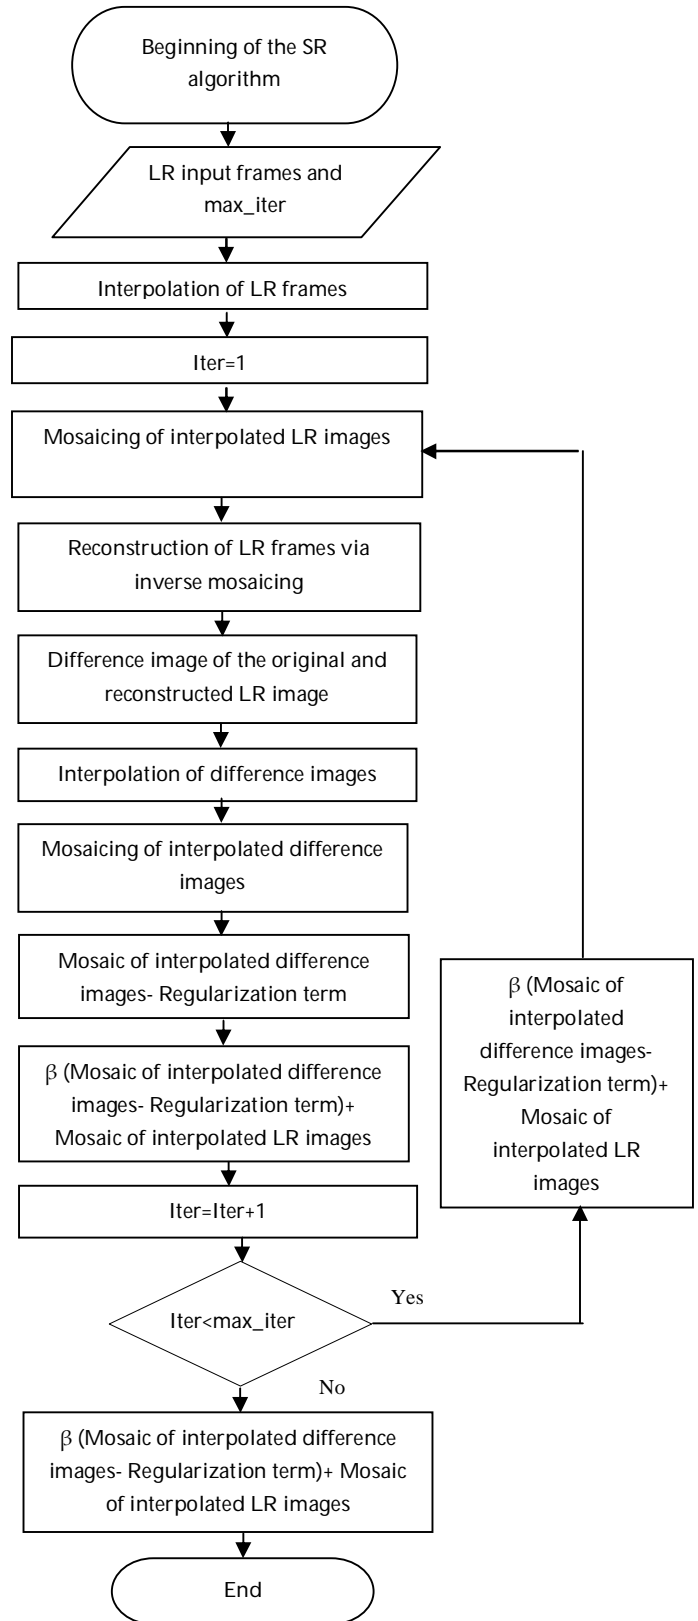 Beginning of the SR
algorithm
LR input frames and
max_iter
Interpolation of LR frames
Iter=1
Mosaicing of interpolated LR images
Reconstruction of LR frames via
inverse mosaicing
Difference image of the original and
reconstructed LR image
Interpolation of difference images
Mosaicing of interpolated difference
images
Mosaic of interpolated difference
images- Regularization term
β (Mosaic of interpolated difference
images- Regularization term)+
Mosaic of interpolated LR images
β (Mosaic of
interpolated
difference images-
Regularization term)+
Mosaic of
interpolated LR
images
Iter=Iter+1
Iter<max_iter
Yes
No
β (Mosaic of interpolated difference
images- Regularization term)+ Mosaic
of interpolated LR images
End